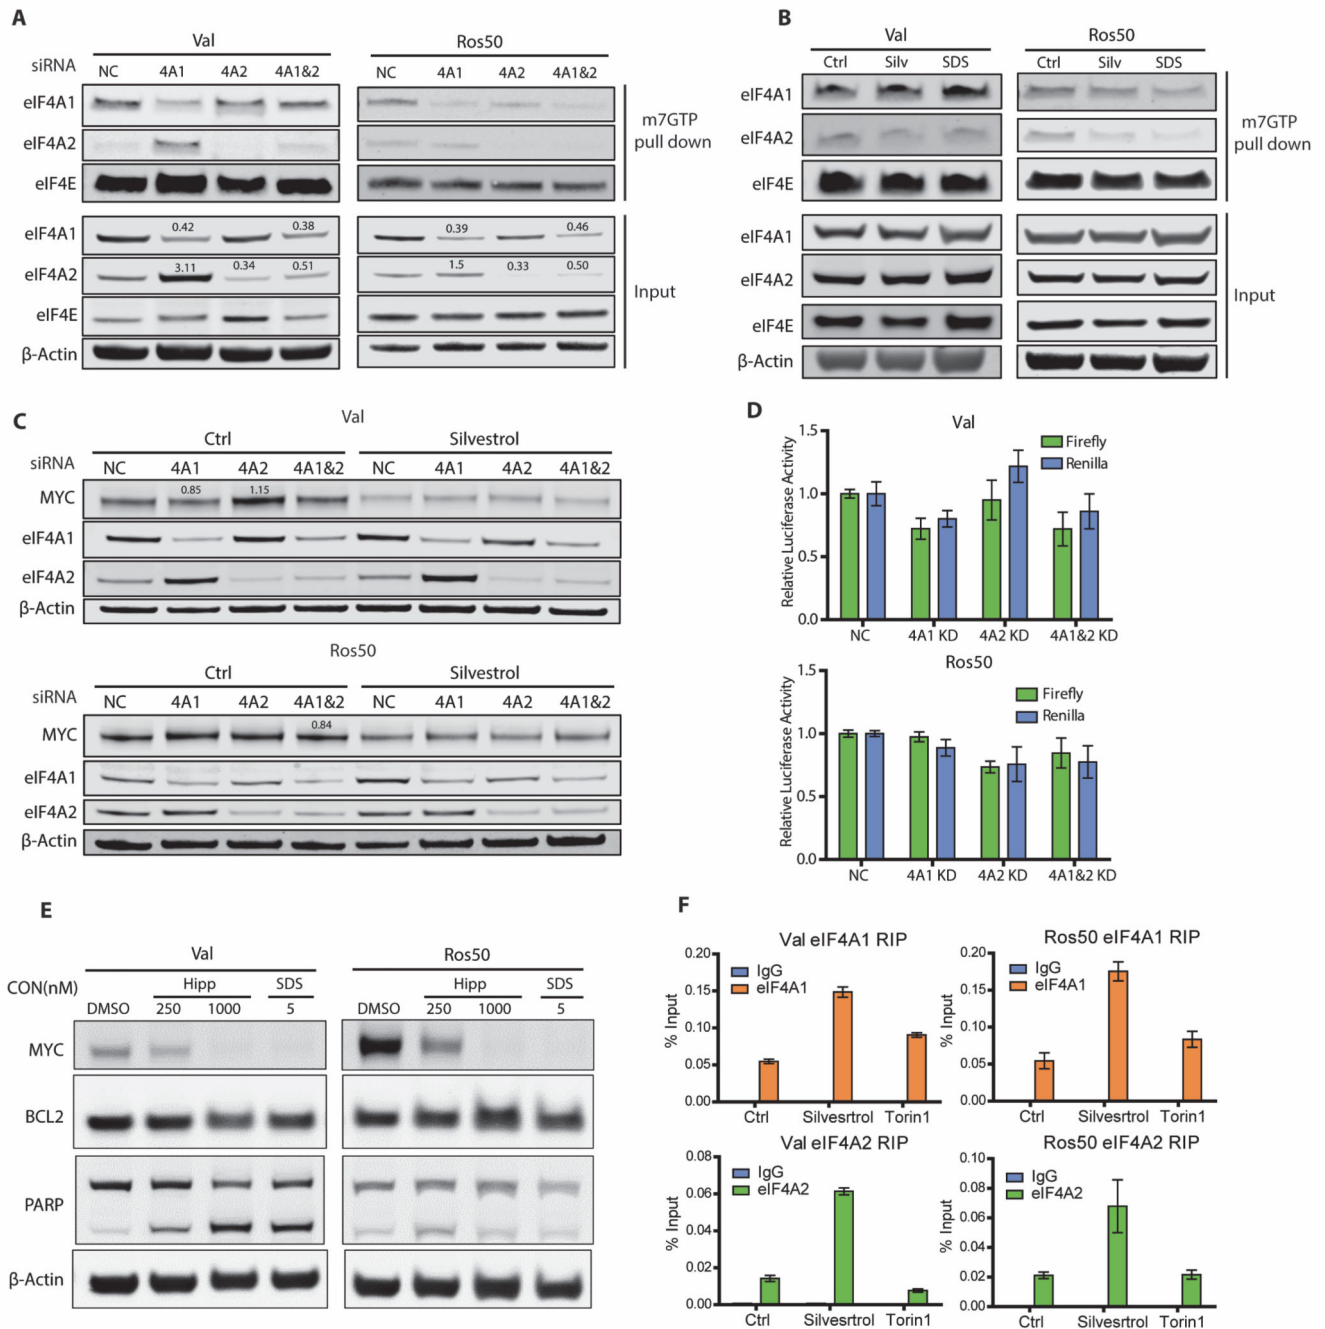 A
Val
Ros50
siRNA NC 4A1 4A2 4A1&2 NC 4A1 4A2 4A1&2
eIF4A1
eIF4A2
eIF4E
m7GTP
pull down
eIF4A1 0.42 0.38 0.39 0.46
eIF4A2 3.11 0.34 0.51 1.5 0.33 0.50
eIF4E
β-Actin
Input
B
Val
Ros50
Ctrl Silv SDS Ctrl Silv SDS
eIF4A1
eIF4A2
eIF4E
m7GTP
pull down
eIF4A1
eIF4A2
eIF4E
β-Actin
Input
C
Val
Ctrl Silvestrol
siRNA NC 4A1 4A2 4A1&2 NC 4A1 4A2 4A1&2
MYC 0.85 1.15
eIF4A1
eIF4A2
β-Actin
Ros50
Ctrl Silvestrol
siRNA NC 4A1 4A2 4A1&2 NC 4A1 4A2 4A1&2
MYC 0.84
eIF4A1
eIF4A2
β-Actin
D
Val
Relative Luciferase Activity
1.5
1.0
0.5
0.0
Firefly
Renilla
NC 4A1 KD 4A2 KD 4A1&2 KD
Ros50
Relative Luciferase Activity
1.5
1.0
0.5
0.0
Firefly
Renilla
NC 4A1 KD 4A2 KD 4A1&2 KD
E
Val
Ros50
Hipp SDS Hipp SDS
CON(nM) DMSO 250 1000 5 DMSO 250 1000 5
MYC
BCL2
PARP
β-Actin
F
Val eIF4A1 RIP
% Input
0.20
0.15
0.10
0.05
0.00
IgG
eIF4A1
Ctrl Silvesrtrol Torin1
Ros50 eIF4A1 RIP
% Input
0.20
0.15
0.10
0.05
0.00
IgG
eIF4A1
Ctrl Silvesrtrol Torin1
Val eIF4A2 RIP
% Input
0.08
0.06
0.04
0.02
0.00
IgG
eIF4A2
Ctrl Silvesrtrol Torin1
Ros50 eIF4A2 RIP
% Input
0.10
0.08
0.06
0.04
0.02
0.00
IgG
eIF4A2
Ctrl Silvesrtrol Torin1